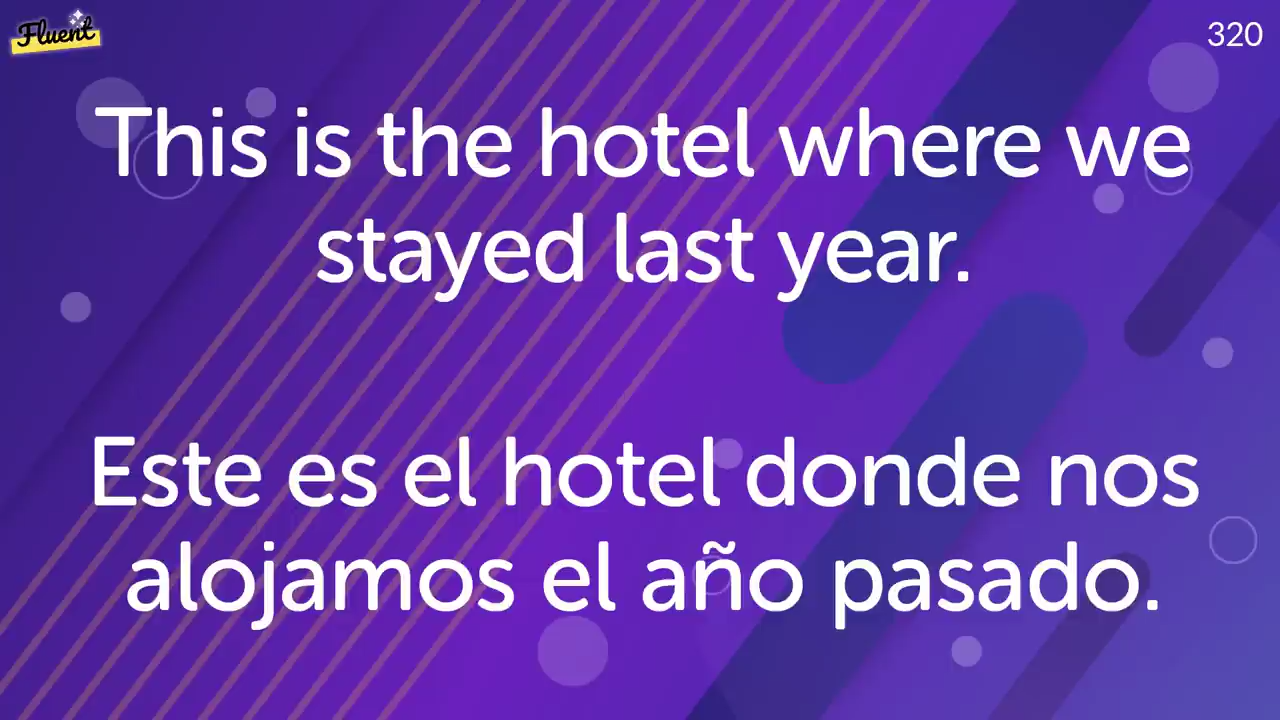 Fluent
320
This is the hotel where we
stayed last year.
Este es el hotel donde nos
alojamos el año pasado.